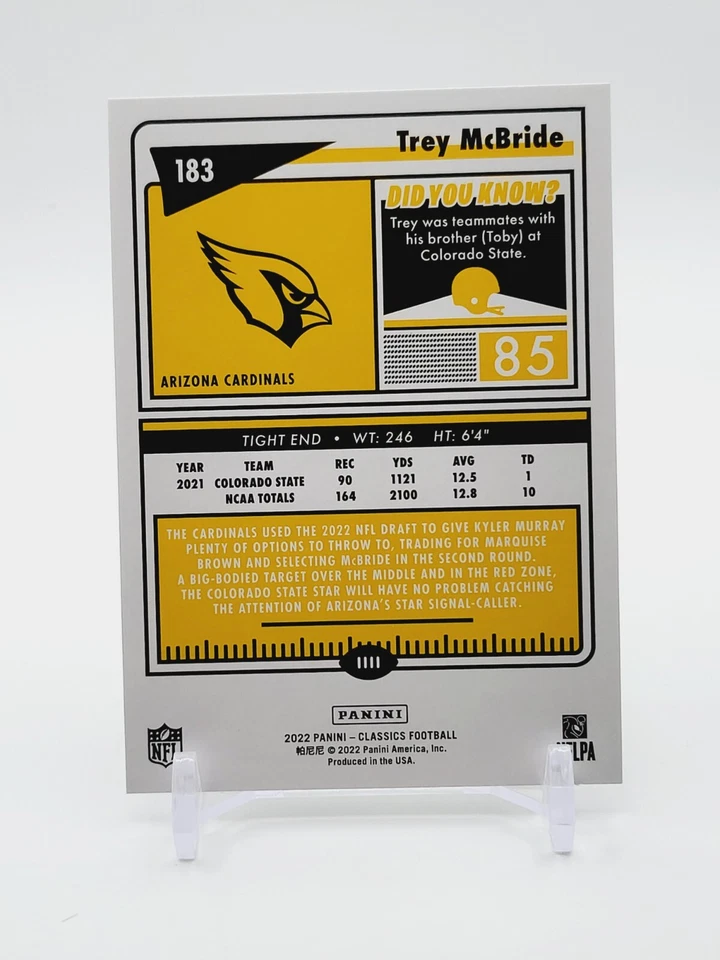 183
Trey McBride
DID YOU KNOW?
Trey was teammates with
his brother (Toby) at
Colorado State.
ARIZONA CARDINALS
85
TIGHT END • WT: 246 HT: 6'4"
YEAR TEAM REC YDS AVG TD
2021 COLORADO STATE 90 1121 12.5 1
NCAA TOTALS 164 2100 12.8 10
THE CARDINALS USED THE 2022 NFL DRAFT TO GIVE KYLER MURRAY
PLENTY OF OPTIONS TO THROW TO, TRADING FOR MARQUISE
BROWN AND SELECTING McBRIDE IN THE SECOND ROUND.
A BIG-BODIED TARGET OVER THE MIDDLE AND IN THE RED ZONE,
THE COLORADO STATE STAR WILL HAVE NO PROBLEM CATCHING
THE ATTENTION OF ARIZONA'S STAR SIGNAL-CALLER.
PANINI
2022 PANINI – CLASSICS FOOTBALL
帕尼尼 © 2022 Panini America, Inc.
Produced in the USA.
NFL
NFLPA